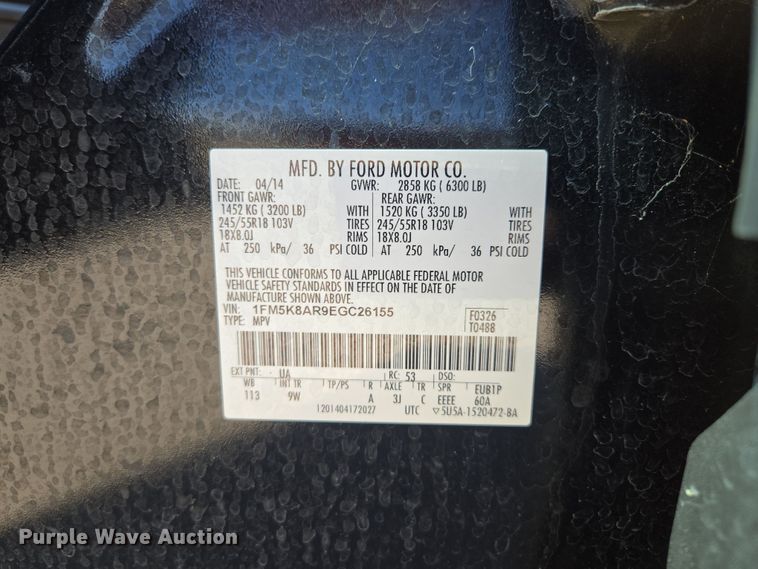 MFD. BY FORD MOTOR CO.
DATE: 04/14 GVWR: 2858 KG ( 6300 LB)
FRONT GAWR: REAR GAWR:
1452 KG ( 3200 LB) WITH 1520 KG ( 3350 LB) WITH
245/55R18 103V TIRES 245/55R18 103V TIRES
18X8.0J RIMS 18X8.0J RIMS
AT 250 kPa/ 36 PSI COLD AT 250 kPa/ 36 PSI COLD
THIS VEHICLE CONFORMS TO ALL APPLICABLE FEDERAL MOTOR
VEHICLE SAFETY STANDARDS IN EFFECT ON THE DATE OF
MANUFACTURE SHOWN ABOVE.
VIN: 1FM5K8AR9EGC26155 F0326
TYPE: MPV T0488
EXT PNT: UA RC: 53 DSO:
WB INT TR TP/PS R AXLE TR SPR EUB1P
113 9W A 3J C EEEE 60A
1201404172027 UTC ▽5U5A-1520472-BA
Purple Wave Auction